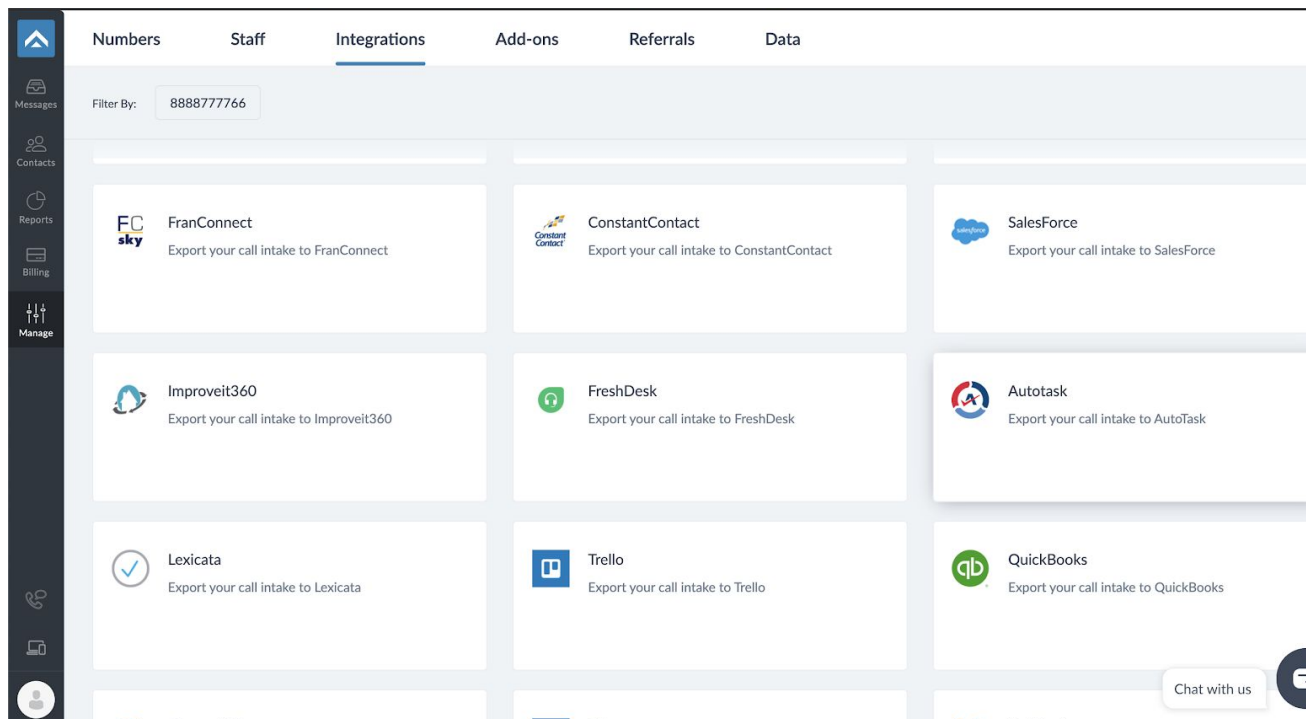 Numbers Staff Integrations Add-ons Referrals Data
Messages
Contacts
Reports
Billing
Manage
Filter By: 8888777766
FC
sky
FranConnect
Export your call intake to FranConnect
Constant
Contact
ConstantContact
Export your call intake to ConstantContact
salesforce
SalesForce
Export your call intake to SalesForce
Improveit360
Export your call intake to Improveit360
FreshDesk
Export your call intake to FreshDesk
A
Autotask
Export your call intake to AutoTask
Lexicata
Export your call intake to Lexicata
Trello
Export your call intake to Trello
qb
QuickBooks
Export your call intake to QuickBooks
Chat with us